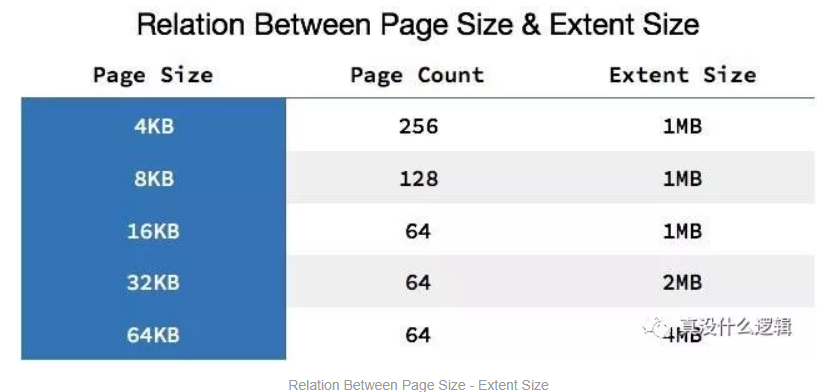 Relation Between Page Size & Extent Size
Page Size Page Count Extent Size
4KB 256 1MB
8KB 128 1MB
16KB 64 1MB
32KB 64 2MB
64KB 64 4MB
真没什么逻辑
Relation Between Page Size - Extent Size